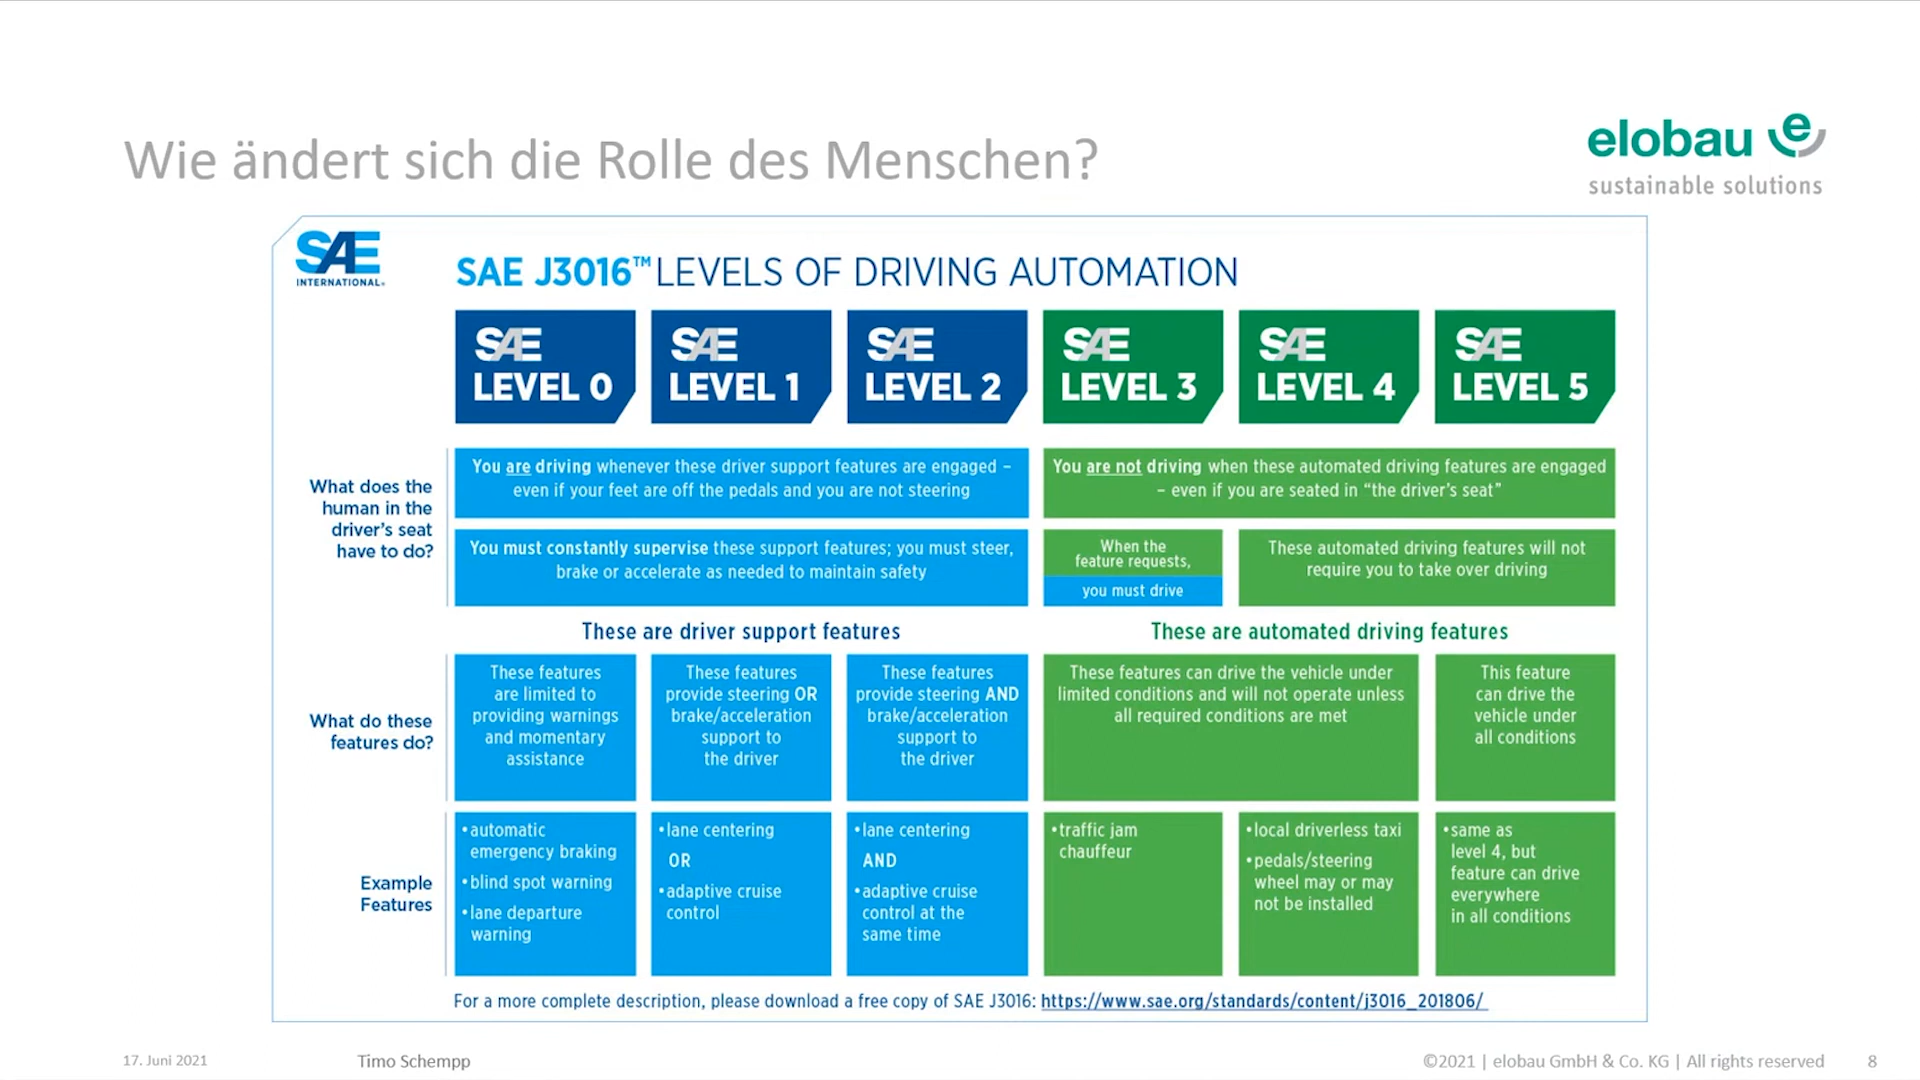 Wie ändert sich die Rolle des Menschen?
elobau e
sustainable solutions
SAE
INTERNATIONAL®
SAE J3016™ LEVELS OF DRIVING AUTOMATION
SAE
LEVEL 0
SAE
LEVEL 1
SAE
LEVEL 2
SAE
LEVEL 3
SAE
LEVEL 4
SAE
LEVEL 5
What does the
human in the
driver's seat
have to do?
You are driving whenever these driver support features are engaged –
even if your feet are off the pedals and you are not steering
You are not driving when these automated driving features are engaged
– even if you are seated in “the driver's seat”
You must constantly supervise these support features; you must steer,
brake or accelerate as needed to maintain safety
When the
feature requests,
you must drive
These automated driving features will not
require you to take over driving
These are driver support features
These are automated driving features
What do these
features do?
These features
are limited to
providing warnings
and momentary
assistance
These features
provide steering OR
brake/acceleration
support to
the driver
These features
provide steering AND
brake/acceleration
support to
the driver
These features can drive the vehicle under
limited conditions and will not operate unless
all required conditions are met
This feature
can drive the
vehicle under
all conditions
Example
Features
•automatic
emergency braking
•blind spot warning
•lane departure
warning
•lane centering
OR
•adaptive cruise
control
•lane centering
AND
•adaptive cruise
control at the
same time
•traffic jam
chauffeur
•local driverless taxi
•pedals/steering
wheel may or may
not be installed
•same as
level 4, but
feature can drive
everywhere
in all conditions
For a more complete description, please download a free copy of SAE J3016: https://www.sae.org/standards/content/j3016_201806/
17. Juni 2021
Timo Schempp
©2021 | elobau GmbH & Co. KG | All rights reserved
8